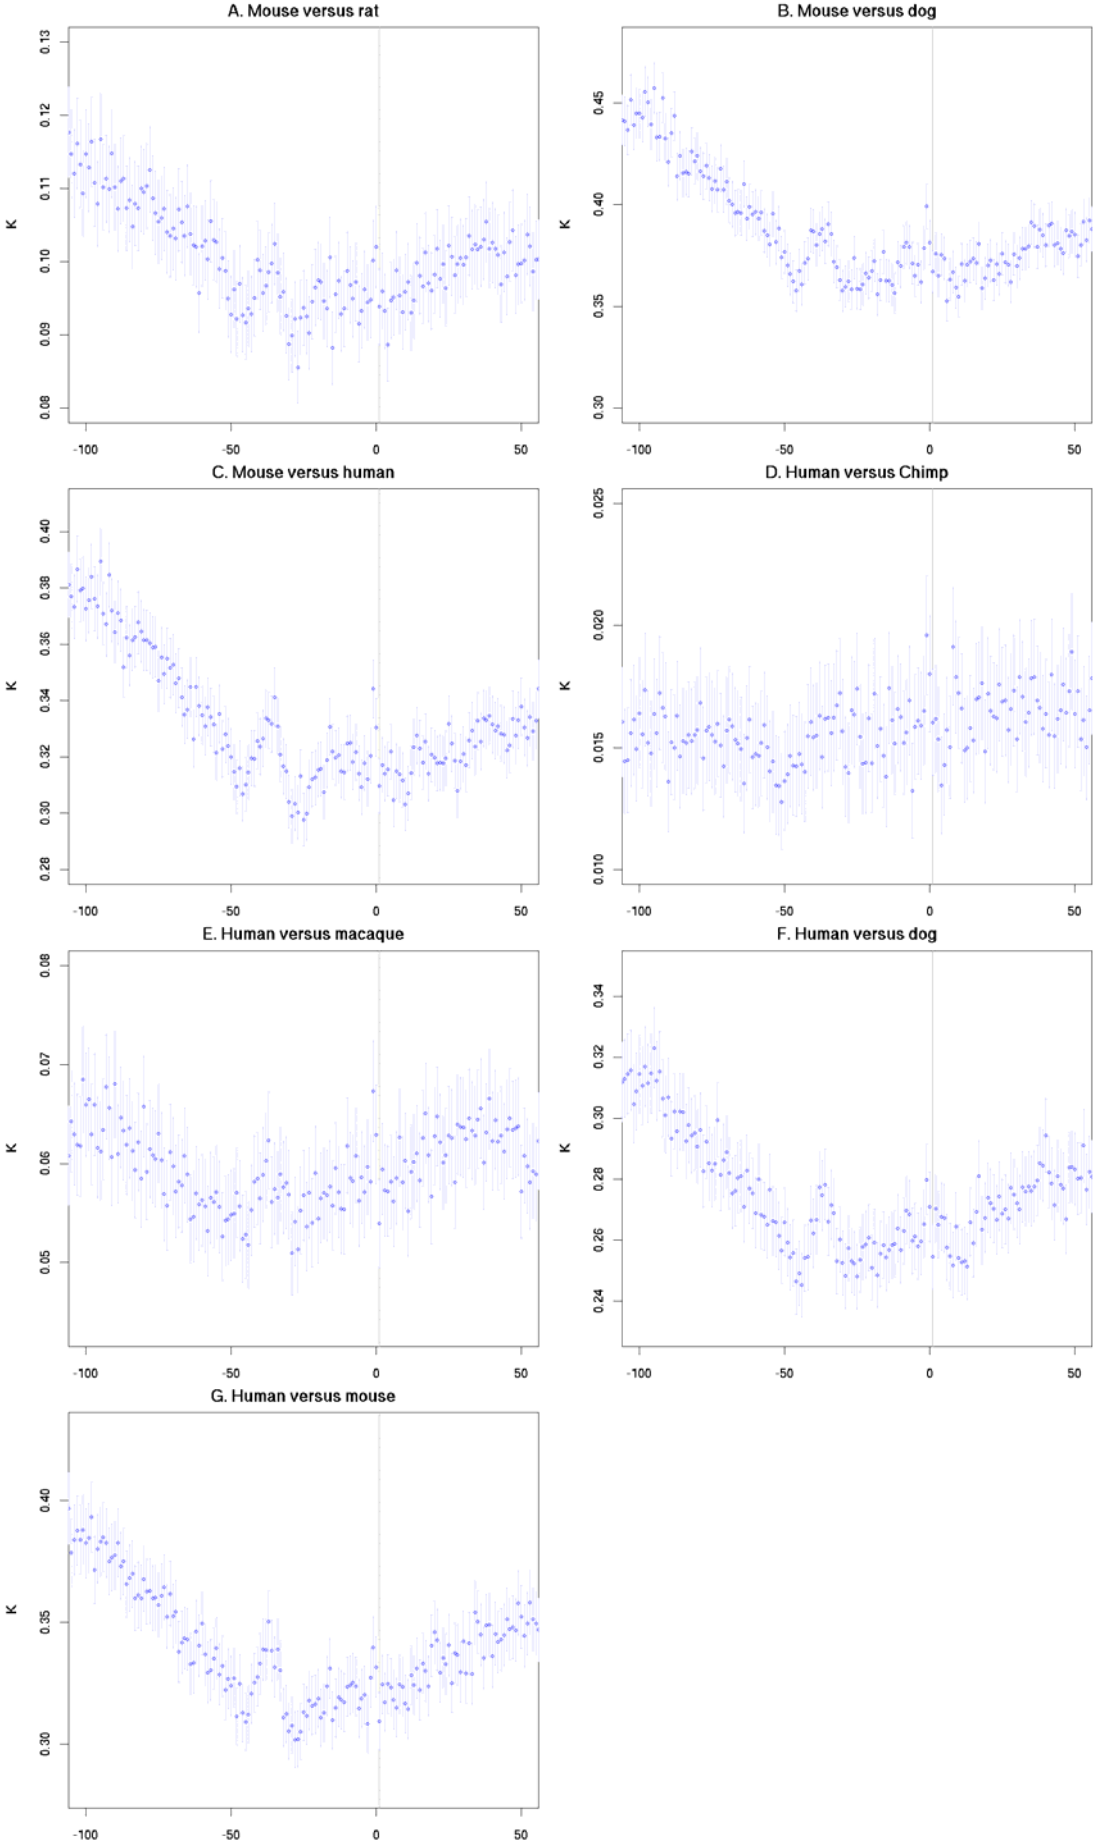 A. Mouse versus rat
K
0.13
0.12
0.11
0.10
0.09
0.08
-100 -50 0 50
B. Mouse versus dog
K
0.45
0.40
0.35
0.30
-100 -50 0 50
C. Mouse versus human
K
0.40
0.38
0.36
0.34
0.32
0.30
0.28
-100 -50 0 50
D. Human versus Chimp
K
0.025
0.020
0.015
0.010
-100 -50 0 50
E. Human versus macaque
K
0.08
0.07
0.06
0.05
-100 -50 0 50
F. Human versus dog
K
0.34
0.32
0.30
0.28
0.26
0.24
-100 -50 0 50
G. Human versus mouse
K
0.40
0.35
0.30
-100 -50 0 50